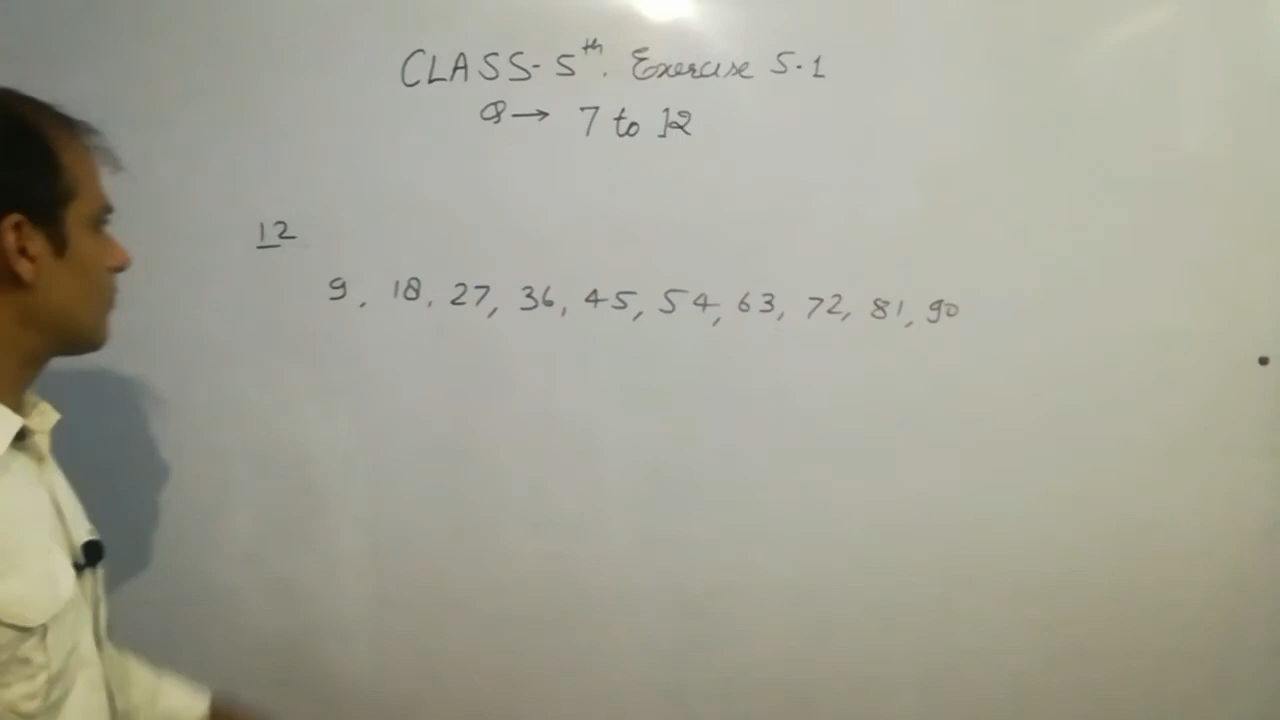 CLASS-5th. Exercise 5.1
Q→ 7 to 12
12
9, 18, 27, 36, 45, 54, 63, 72, 81, 90